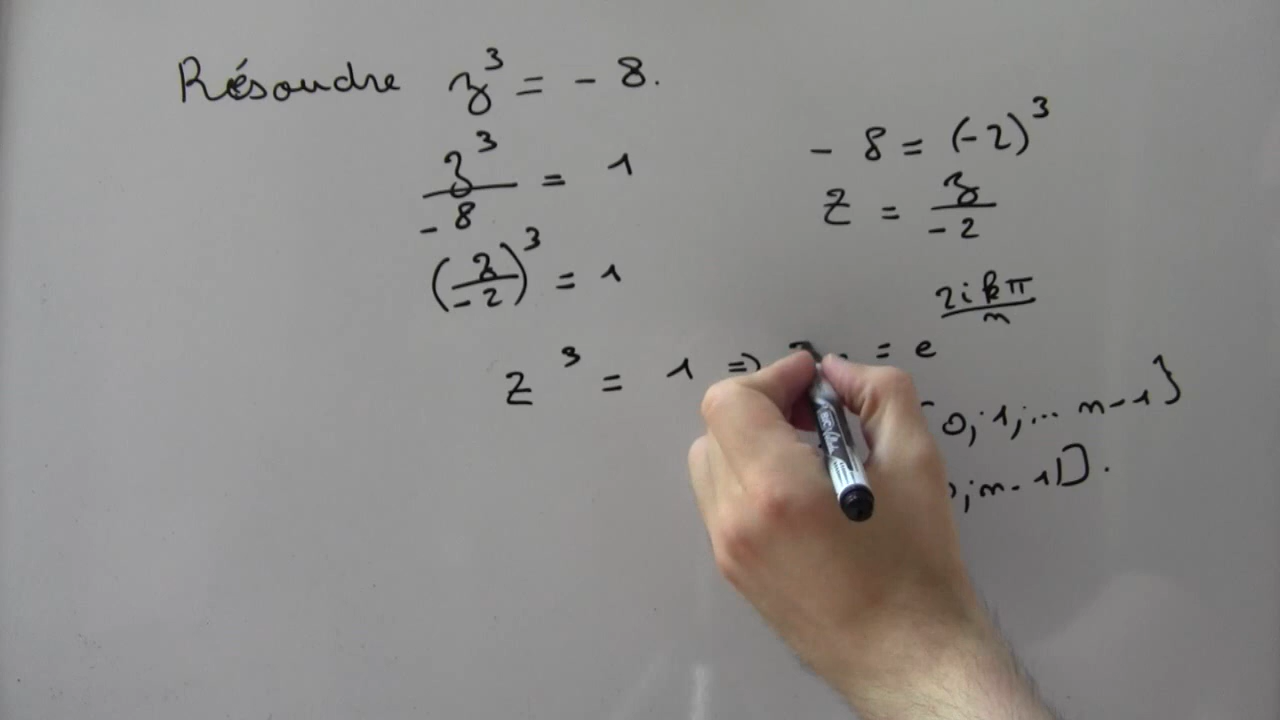 Résoudre z³ = - 8.
z³ / -8 = 1
- 8 = (-2)³
Z = z / -2
(z / -2)³ = 1
Z³ = 1 => = e^(2ikπ / n)
0, 1, ... n-1}
; n-1]].